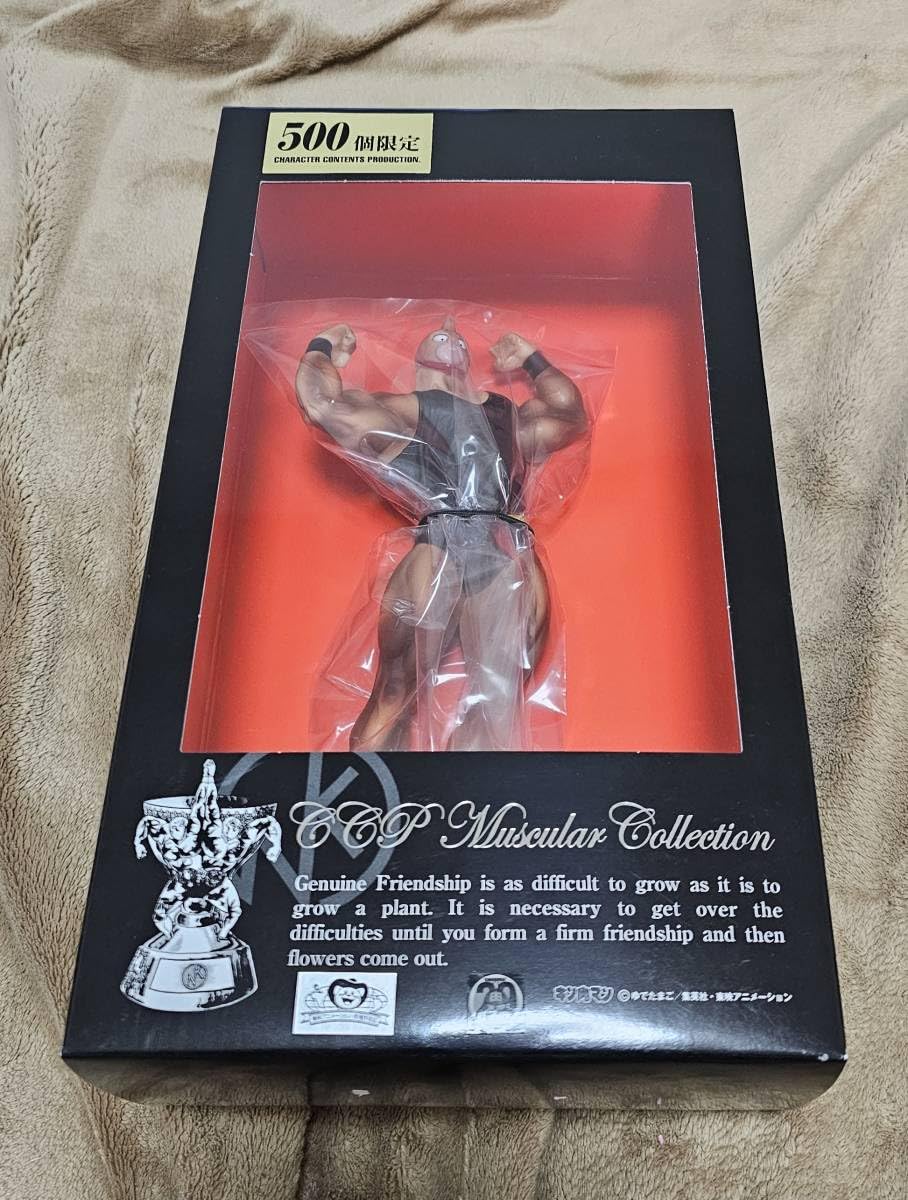 500個限定
CHARACTER CONTENTS PRODUCTION.
CCP Muscular Collection
Genuine Friendship is as difficult to grow as it is to
grow a plant. It is necessary to get over the
difficulties until you form a firm friendship and then
flowers come out.
キン肉マン ©ゆでたまご/集英社・東映アニメーション